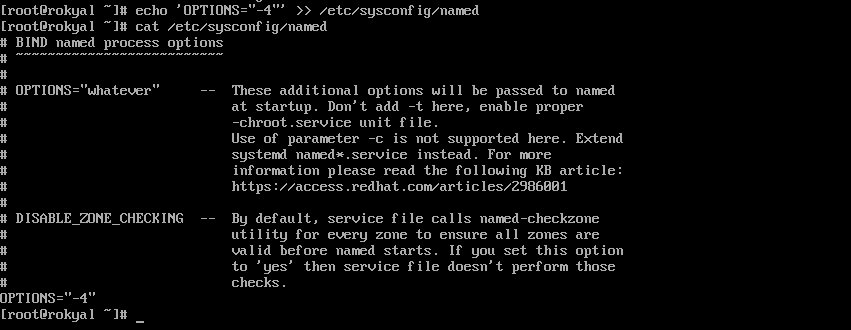 [root@rokyal ~]# echo 'OPTIONS="-4"' >> /etc/sysconfig/named
[root@rokyal ~]# cat /etc/sysconfig/named
# BIND named process options
# ~~~~~~~~~~~~~~~~~~~~~~~~~~
#
# OPTIONS="whatever"     --  These additional options will be passed to named
#                            at startup. Don't add -t here, enable proper
#                            -chroot.service unit file.
#                            Use of parameter -c is not supported here. Extend
#                            systemd named*.service instead. For more
#                            information please read the following KB article:
#                            https://access.redhat.com/articles/2986001
#
# DISABLE_ZONE_CHECKING  --  By default, service file calls named-checkzone
#                            utility for every zone to ensure all zones are
#                            valid before named starts. If you set this option
#                            to 'yes' then service file doesn't perform those
#                            checks.
OPTIONS="-4"
[root@rokyal ~]# _